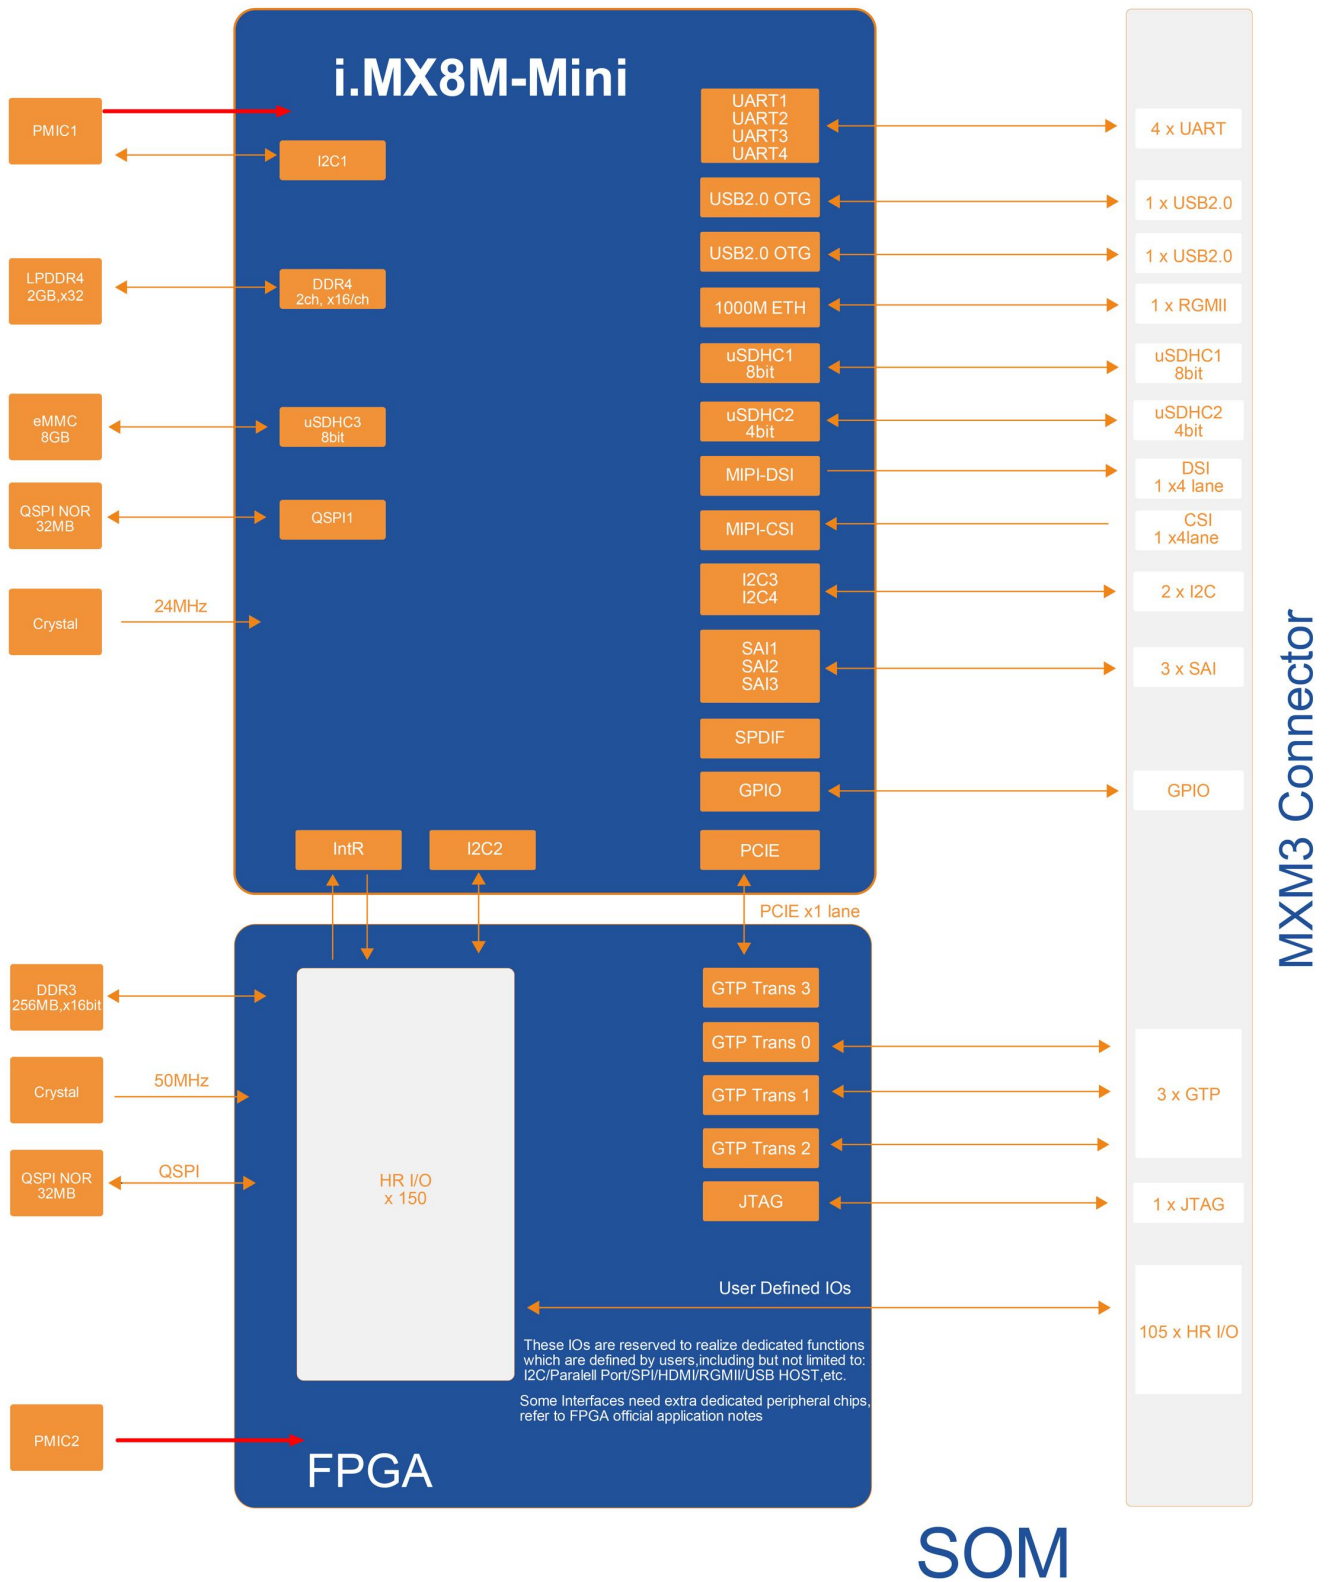 i.MX8M-Mini
PMIC1
I2C1
LPDDR4
2GB,x32
DDR4
2ch, x16/ch
eMMC
8GB
uSDHC3
8bit
QSPI NOR
32MB
QSPI1
Crystal
24MHz
UART1
UART2
UART3
UART4
4 x UART
USB2.0 OTG
1 x USB2.0
USB2.0 OTG
1 x USB2.0
1000M ETH
1 x RGMII
uSDHC1
8bit
uSDHC1
8bit
uSDHC2
4bit
uSDHC2
4bit
MIPI-DSI
DSI
1 x4 lane
MIPI-CSI
CSI
1 x4lane
I2C3
I2C4
2 x I2C
SAI1
SAI2
SAI3
3 x SAI
SPDIF
GPIO
GPIO
IntR
I2C2
PCIE
PCIE x1 lane
MXM3 Connector
DDR3
256MB,x16bit
Crystal
50MHz
QSPI NOR
32MB
QSPI
HR I/O
x 150
GTP Trans 3
GTP Trans 0
GTP Trans 1
GTP Trans 2
3 x GTP
JTAG
1 x JTAG
User Defined IOs
105 x HR I/O
These IOs are reserved to realize dedicated functions
which are defined by users,including but not limited to:
I2C/Paralell Port/SPI/HDMI/RGMII/USB HOST,etc.
Some Interfaces need extra dedicated peripheral chips,
refer to FPGA official application notes
PMIC2
FPGA
SOM